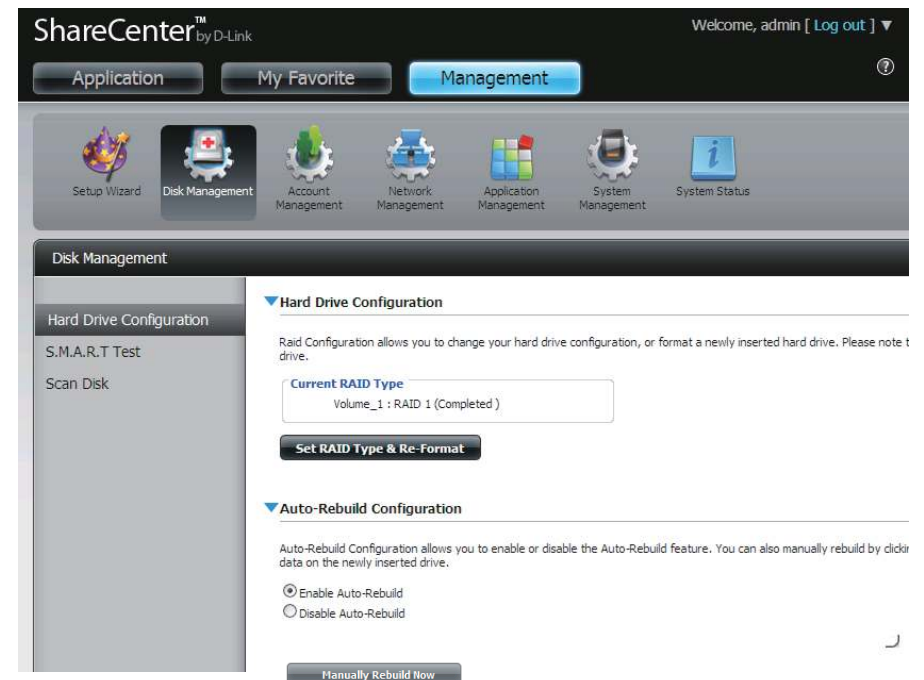 ShareCenter™ by D-Link
Welcome, admin [ Log out ] ▼
Application
My Favorite
Management
?
Setup Wizard
Disk Management
Account Management
Network Management
Application Management
System Management
System Status
Disk Management
Hard Drive Configuration
S.M.A.R.T Test
Scan Disk
Hard Drive Configuration
Raid Configuration allows you to change your hard drive configuration, or format a newly inserted hard drive. Please note
drive.
Current RAID Type
Volume_1 : RAID 1 (Completed )
Set RAID Type & Re-Format
Auto-Rebuild Configuration
Auto-Rebuild Configuration allows you to enable or disable the Auto-Rebuild feature. You can also manually rebuild by
data on the newly inserted drive.
Enable Auto-Rebuild
Disable Auto-Rebuild
Manually Rebuild Now